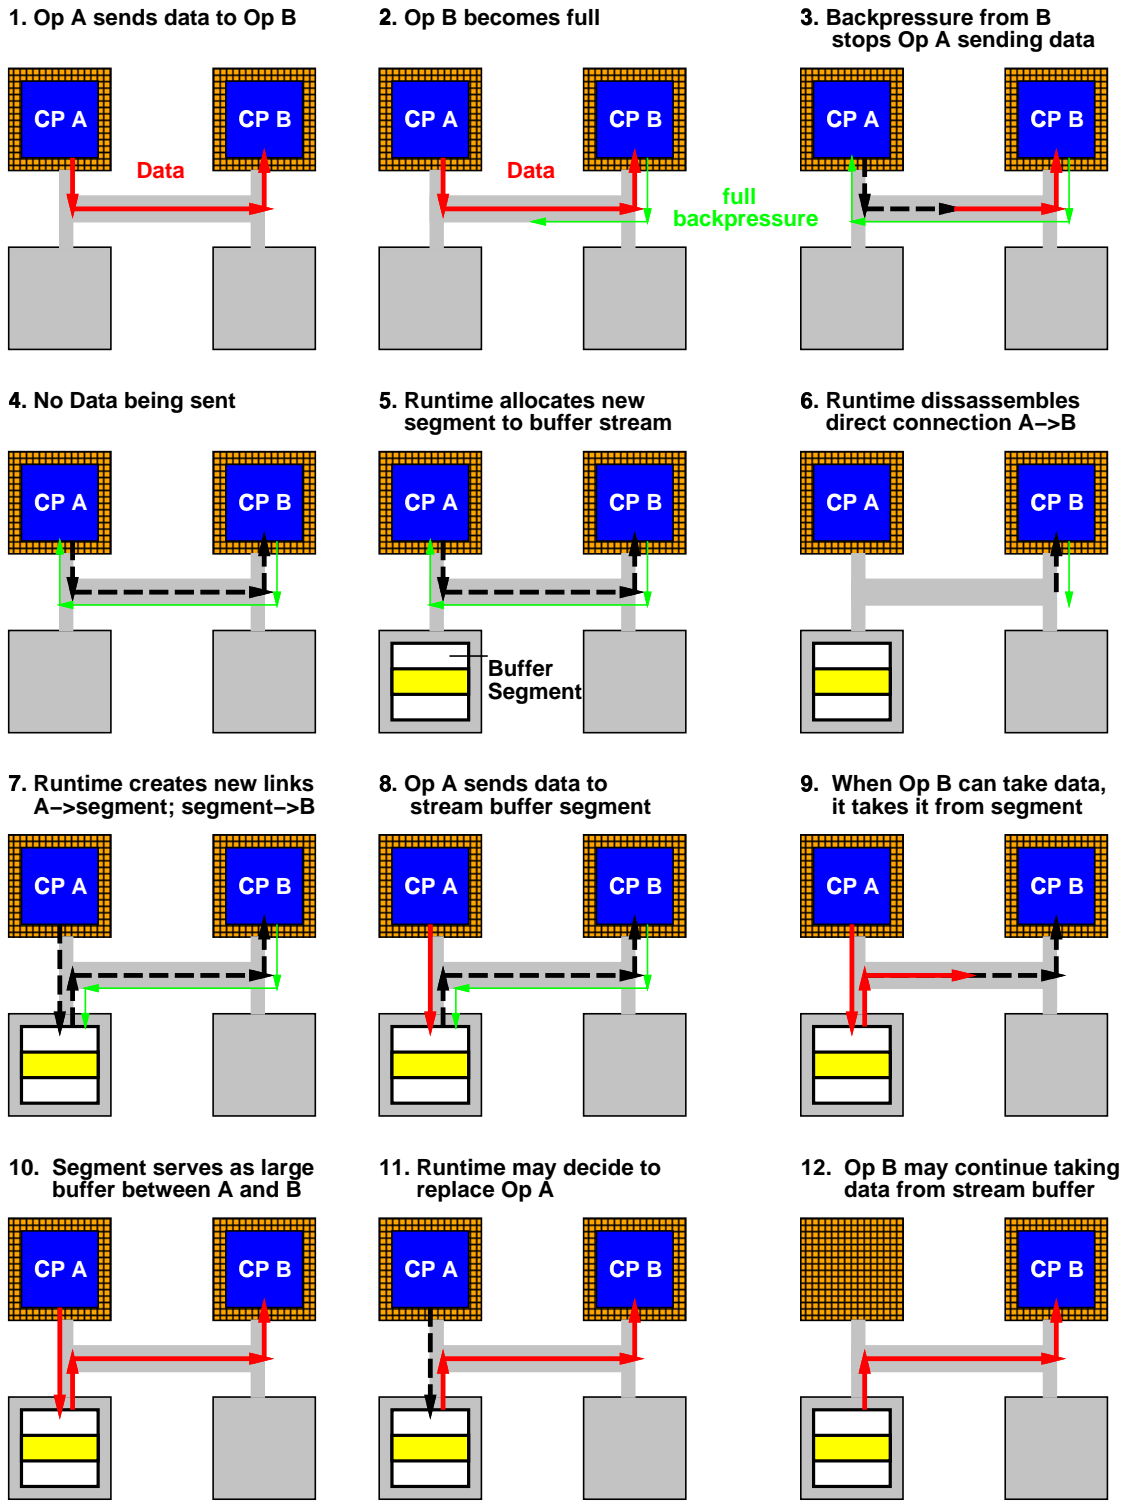 1. Op A sends data to Op B
2. Op B becomes full
3. Backpressure from B
stops Op A sending data
CP A
CP B
CP A
CP B
CP A
CP B
Data
Data
full
backpressure
4. No Data being sent
5. Runtime allocates new
segment to buffer stream
6. Runtime dissassembles
direct connection A−>B
CP A
CP B
CP A
CP B
CP A
CP B
Buffer
Segment
7. Runtime creates new links
A−>segment; segment−>B
8. Op A sends data to
stream buffer segment
9. When Op B can take data,
it takes it from segment
CP A
CP B
CP A
CP B
CP A
CP B
10. Segment serves as large
buffer between A and B
11. Runtime may decide to
replace Op A
12. Op B may continue taking
data from stream buffer
CP A
CP B
CP A
CP B
CP B